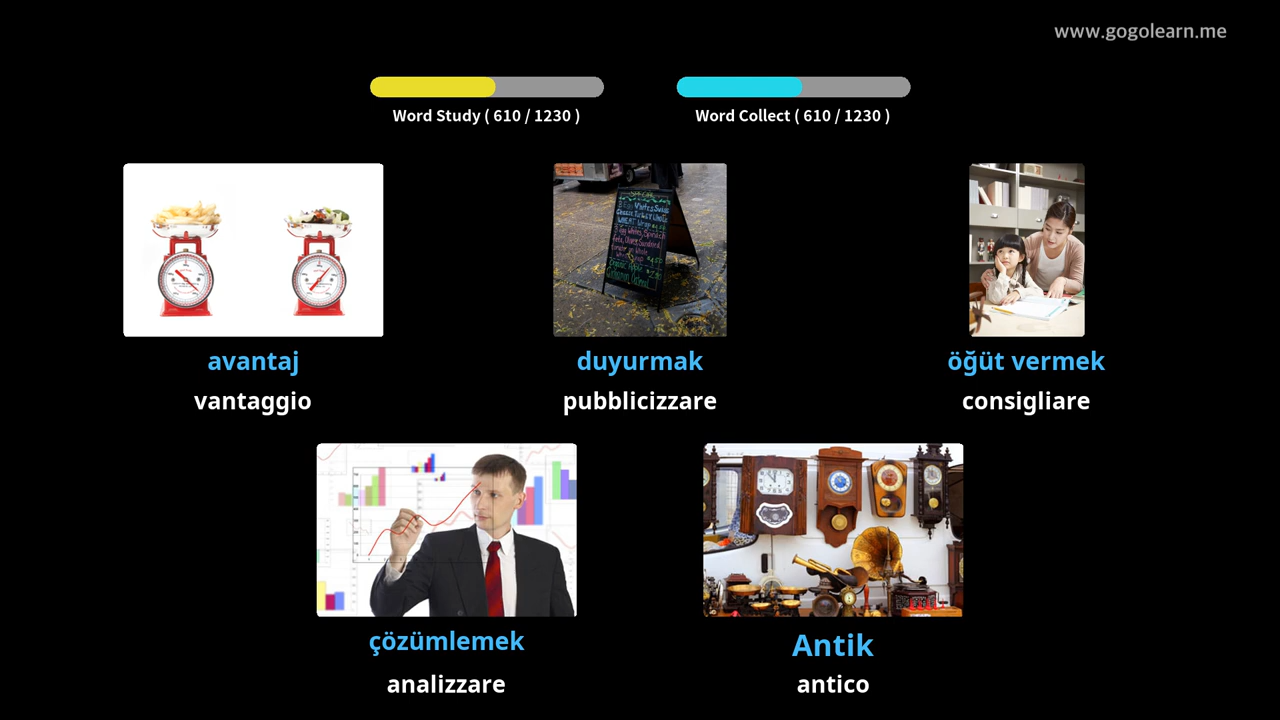 www.gogolearn.me
Word Study ( 610 / 1230 )
Word Collect ( 610 / 1230 )
avantaj
vantaggio
duyurmak
pubblicizzare
öğüt vermek
consigliare
çözümlemek
analizzare
Antik
antico